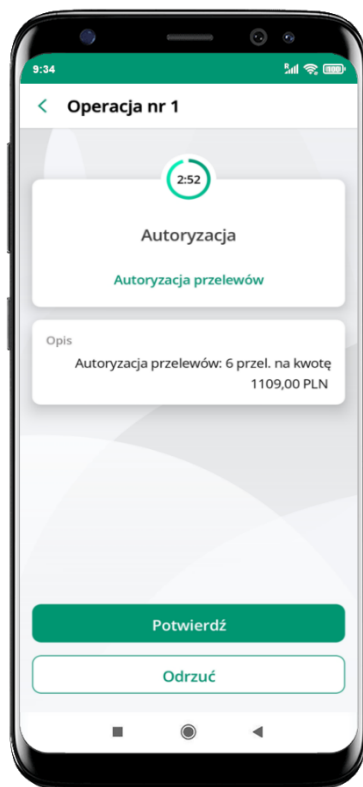 9:34
Operacja nr 1
2:52
Autoryzacja
Autoryzacja przelewów
Opis
Autoryzacja przelewów: 6 przel. na kwotę
1109,00 PLN
Potwierdź
Odrzuć